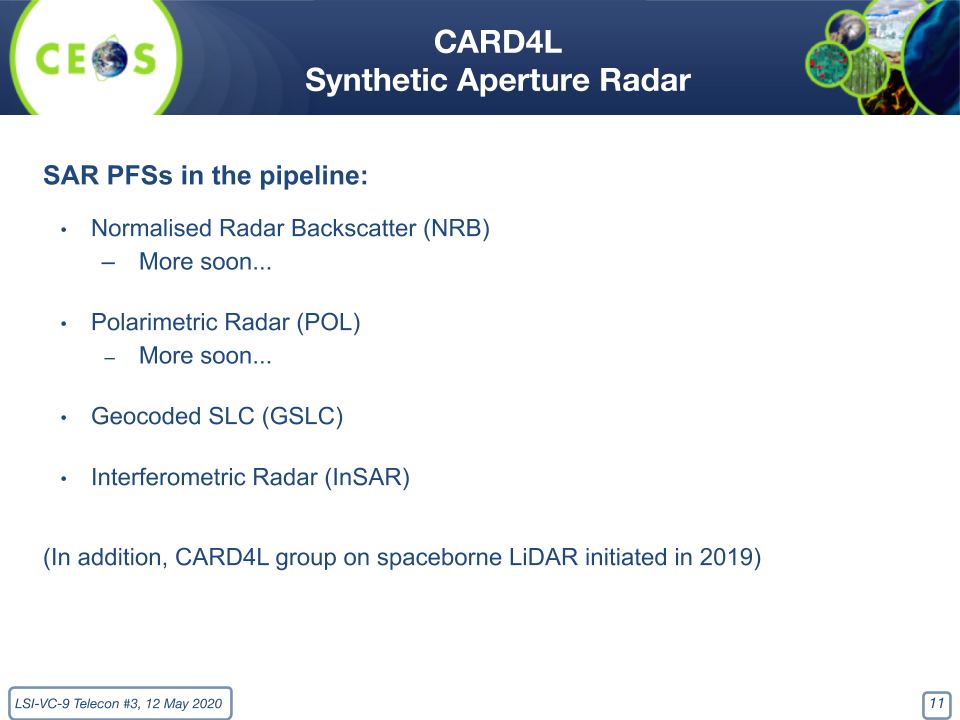 CEOS
CARD4L
Synthetic Aperture Radar
SAR PFSs in the pipeline:
• Normalised Radar Backscatter (NRB)
– More soon...
• Polarimetric Radar (POL)
– More soon...
• Geocoded SLC (GSLC)
• Interferometric Radar (InSAR)
(In addition, CARD4L group on spaceborne LiDAR initiated in 2019)
LSI-VC-9 Telecon #3, 12 May 2020
11